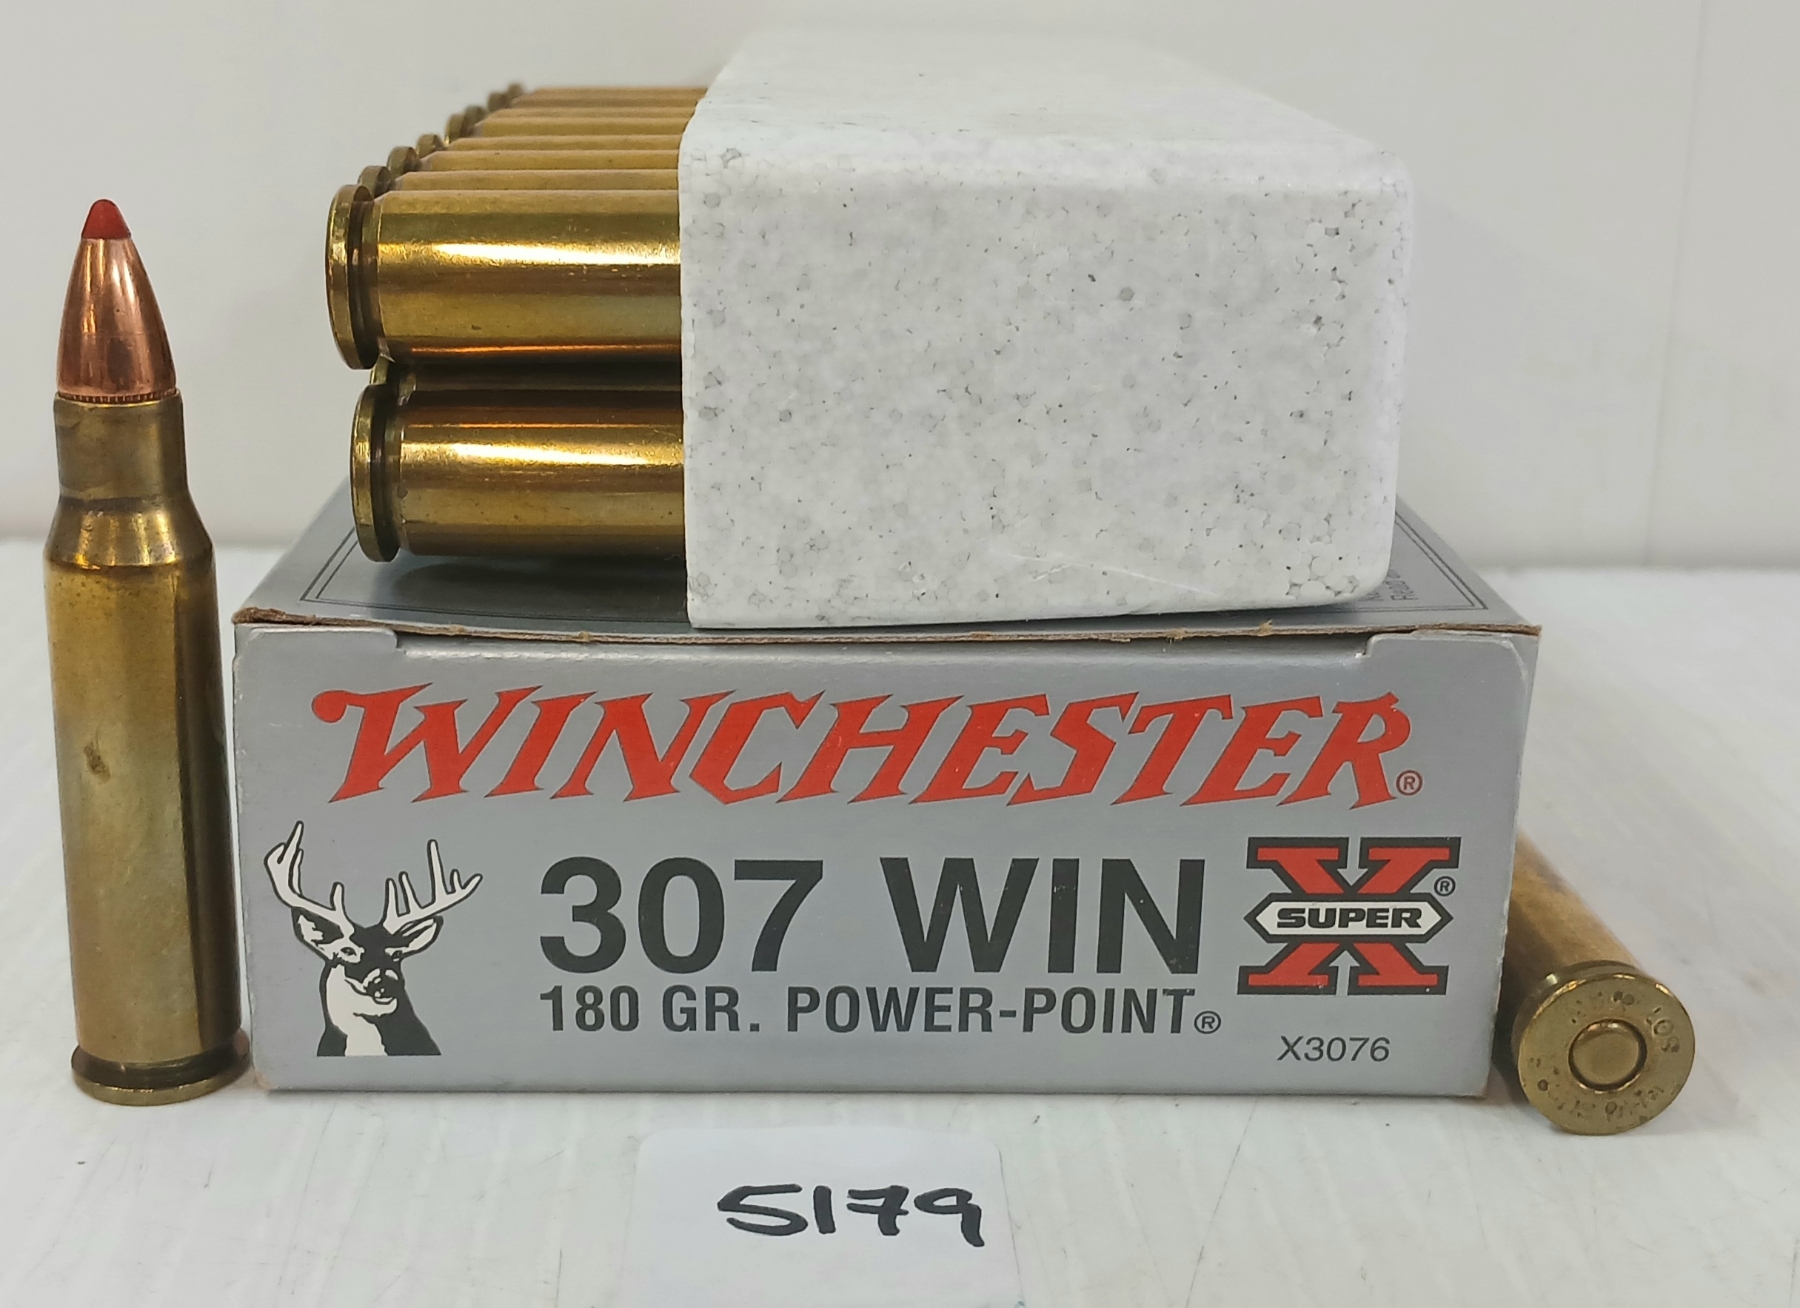 WINCHESTER®
307 WIN
180 GR. POWER-POINT®
SUPER X®
X3076
5179